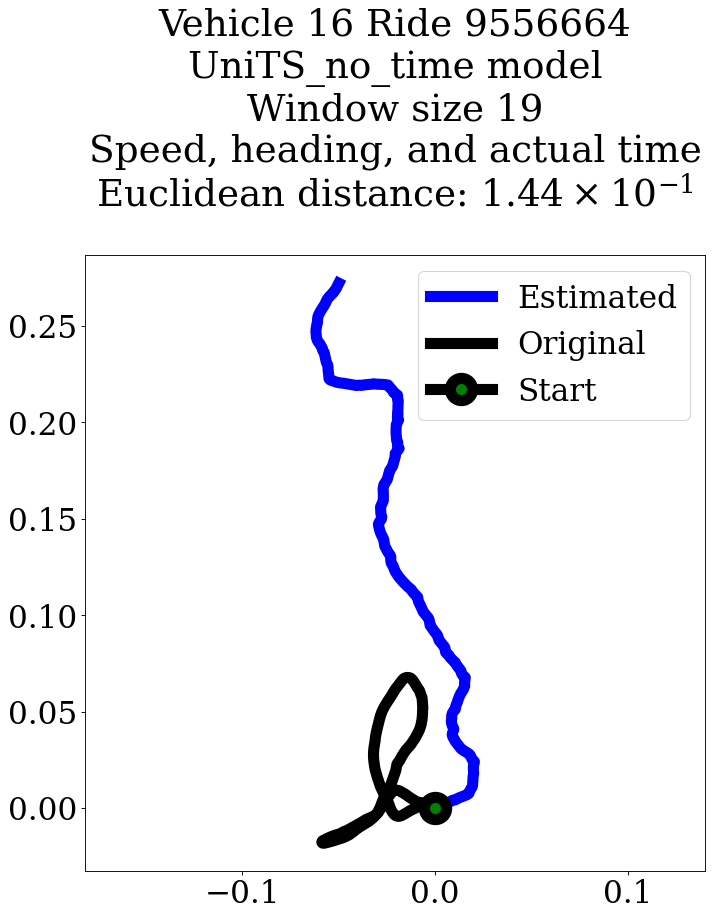 Vehicle 16 Ride 9556664
UniTS_no_time model
Window size 19
Speed, heading, and actual time
Euclidean distance: 1.44 × 10⁻¹
Estimated
Original
Start
0.25
0.20
0.15
0.10
0.05
0.00
−0.1 0.0 0.1